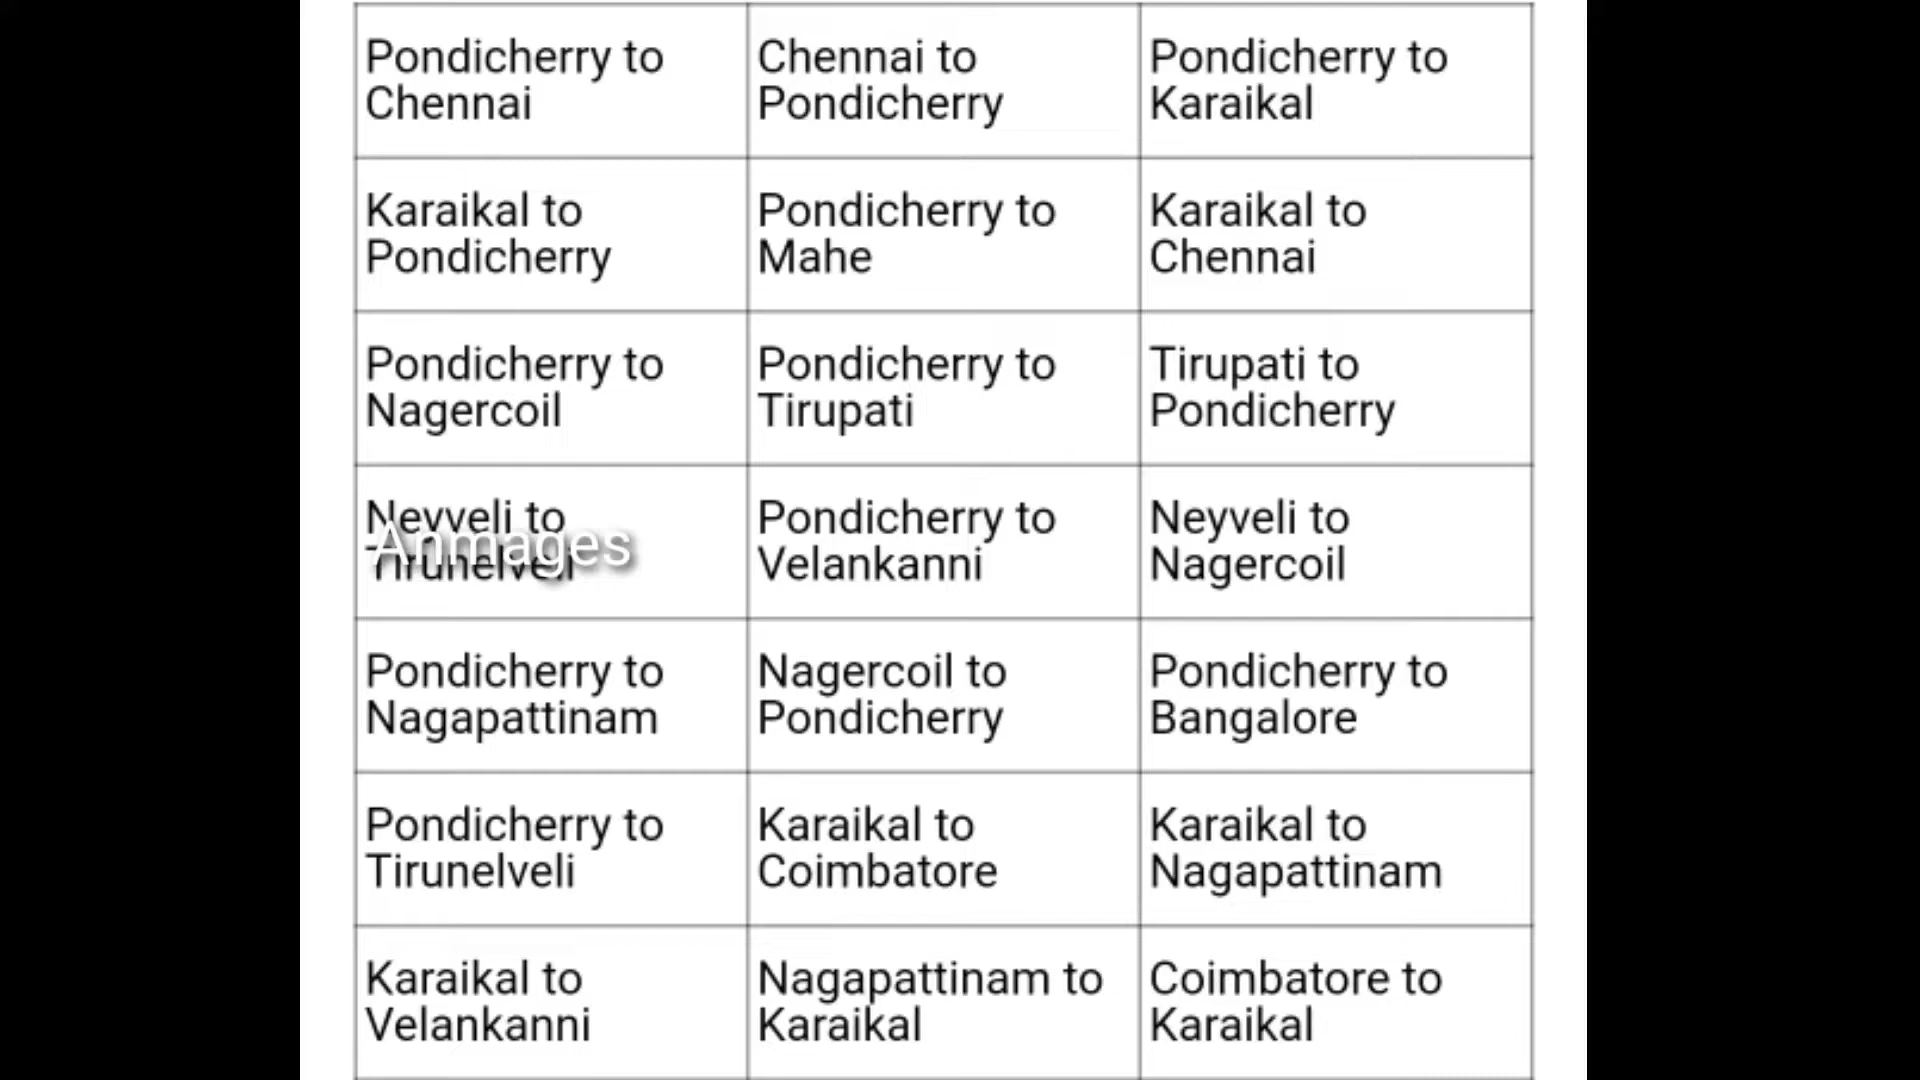 Pondicherry to
Chennai
Chennai to
Pondicherry
Pondicherry to
Karaikal
Karaikal to
Pondicherry
Pondicherry to
Mahe
Karaikal to
Chennai
Pondicherry to
Nagercoil
Pondicherry to
Tirupati
Tirupati to
Pondicherry
Neyveli to
Tirunelveli
Anmages
Pondicherry to
Velankanni
Neyveli to
Nagercoil
Pondicherry to
Nagapattinam
Nagercoil to
Pondicherry
Pondicherry to
Bangalore
Pondicherry to
Tirunelveli
Karaikal to
Coimbatore
Karaikal to
Nagapattinam
Karaikal to
Velankanni
Nagapattinam to
Karaikal
Coimbatore to
Karaikal